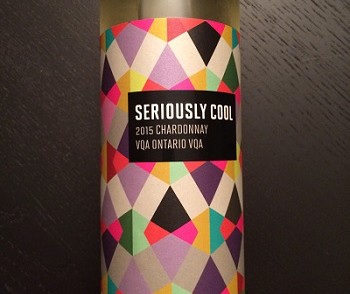 SERIOUSLY COOL
2015 CHARDONNAY
VQA ONTARIO VQA